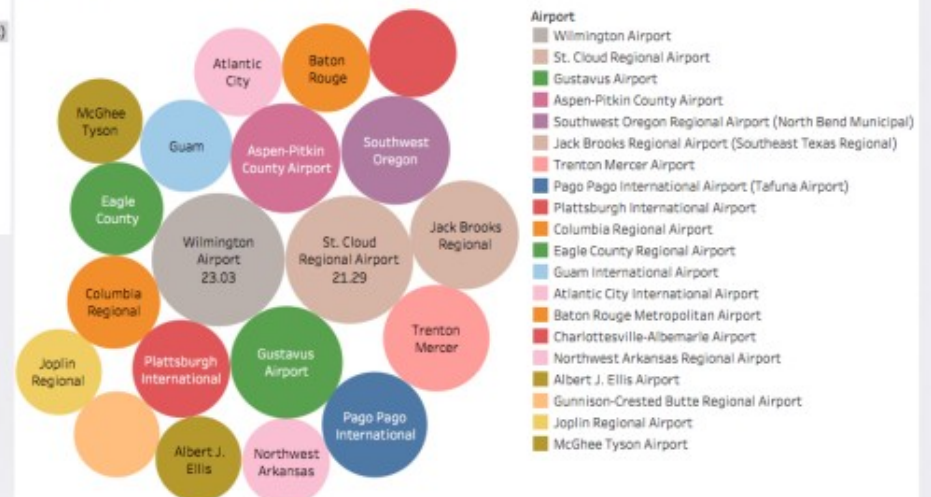 )
Atlantic
City
Baton
Rouge
McGhee
Tyson
Guam
Aspen-Pitkin
County Airport
Southwest
Oregon
Eagle
County
Wilmington
Airport
23.03
St. Cloud
Regional Airport
21.29
Jack Brooks
Regional
Columbia
Regional
Trenton
Mercer
Joplin
Regional
Plattsburgh
International
Gustavus
Airport
Pago Pago
International
Albert J.
Ellis
Northwest
Arkansas
Airport
Wilmington Airport
St. Cloud Regional Airport
Gustavus Airport
Aspen-Pitkin County Airport
Southwest Oregon Regional Airport (North Bend Municipal)
Jack Brooks Regional Airport (Southeast Texas Regional)
Trenton Mercer Airport
Pago Pago International Airport (Tafuna Airport)
Plattsburgh International Airport
Columbia Regional Airport
Eagle County Regional Airport
Guam International Airport
Atlantic City International Airport
Baton Rouge Metropolitan Airport
Charlottesville-Albemarle Airport
Northwest Arkansas Regional Airport
Albert J. Ellis Airport
Gunnison-Crested Butte Regional Airport
Joplin Regional Airport
McGhee Tyson Airport